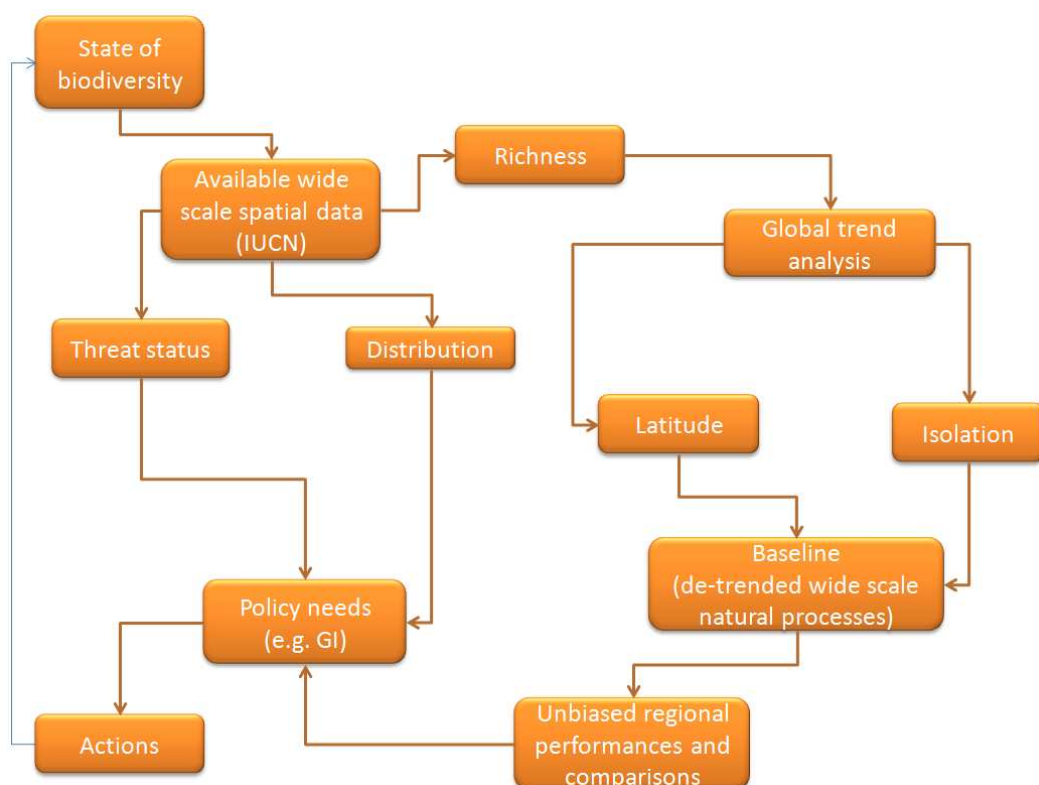 State of
biodiversity
Available wide
scale spatial data
(IUCN)
Richness
Global trend
analysis
Threat status
Distribution
Latitude
Isolation
Baseline
(de-trended wide scale
natural processes)
Policy needs
(e.g. GI)
Actions
Unbiased regional
performances and
comparisons